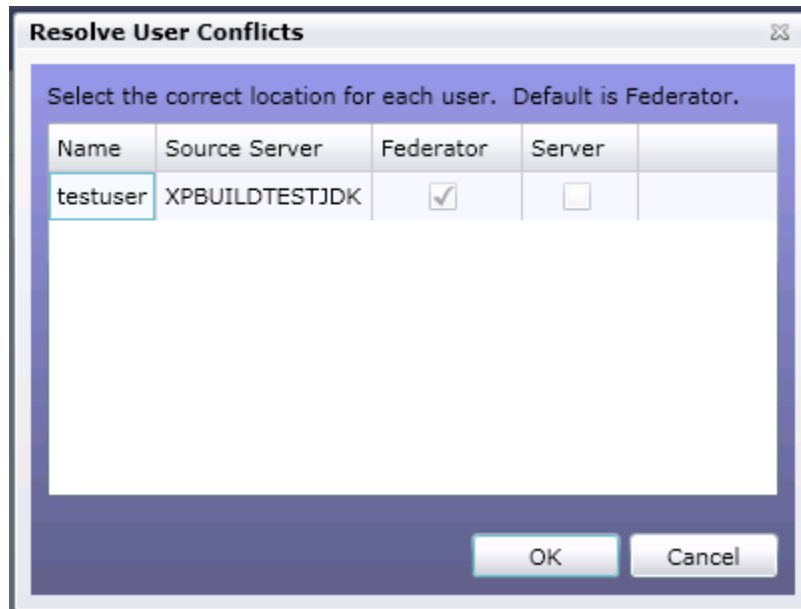 Resolve User Conflicts
Select the correct location for each user.  Default is Federator.
Name Source Server Federator Server
testuser XPBUILDTESTJDK
OK Cancel